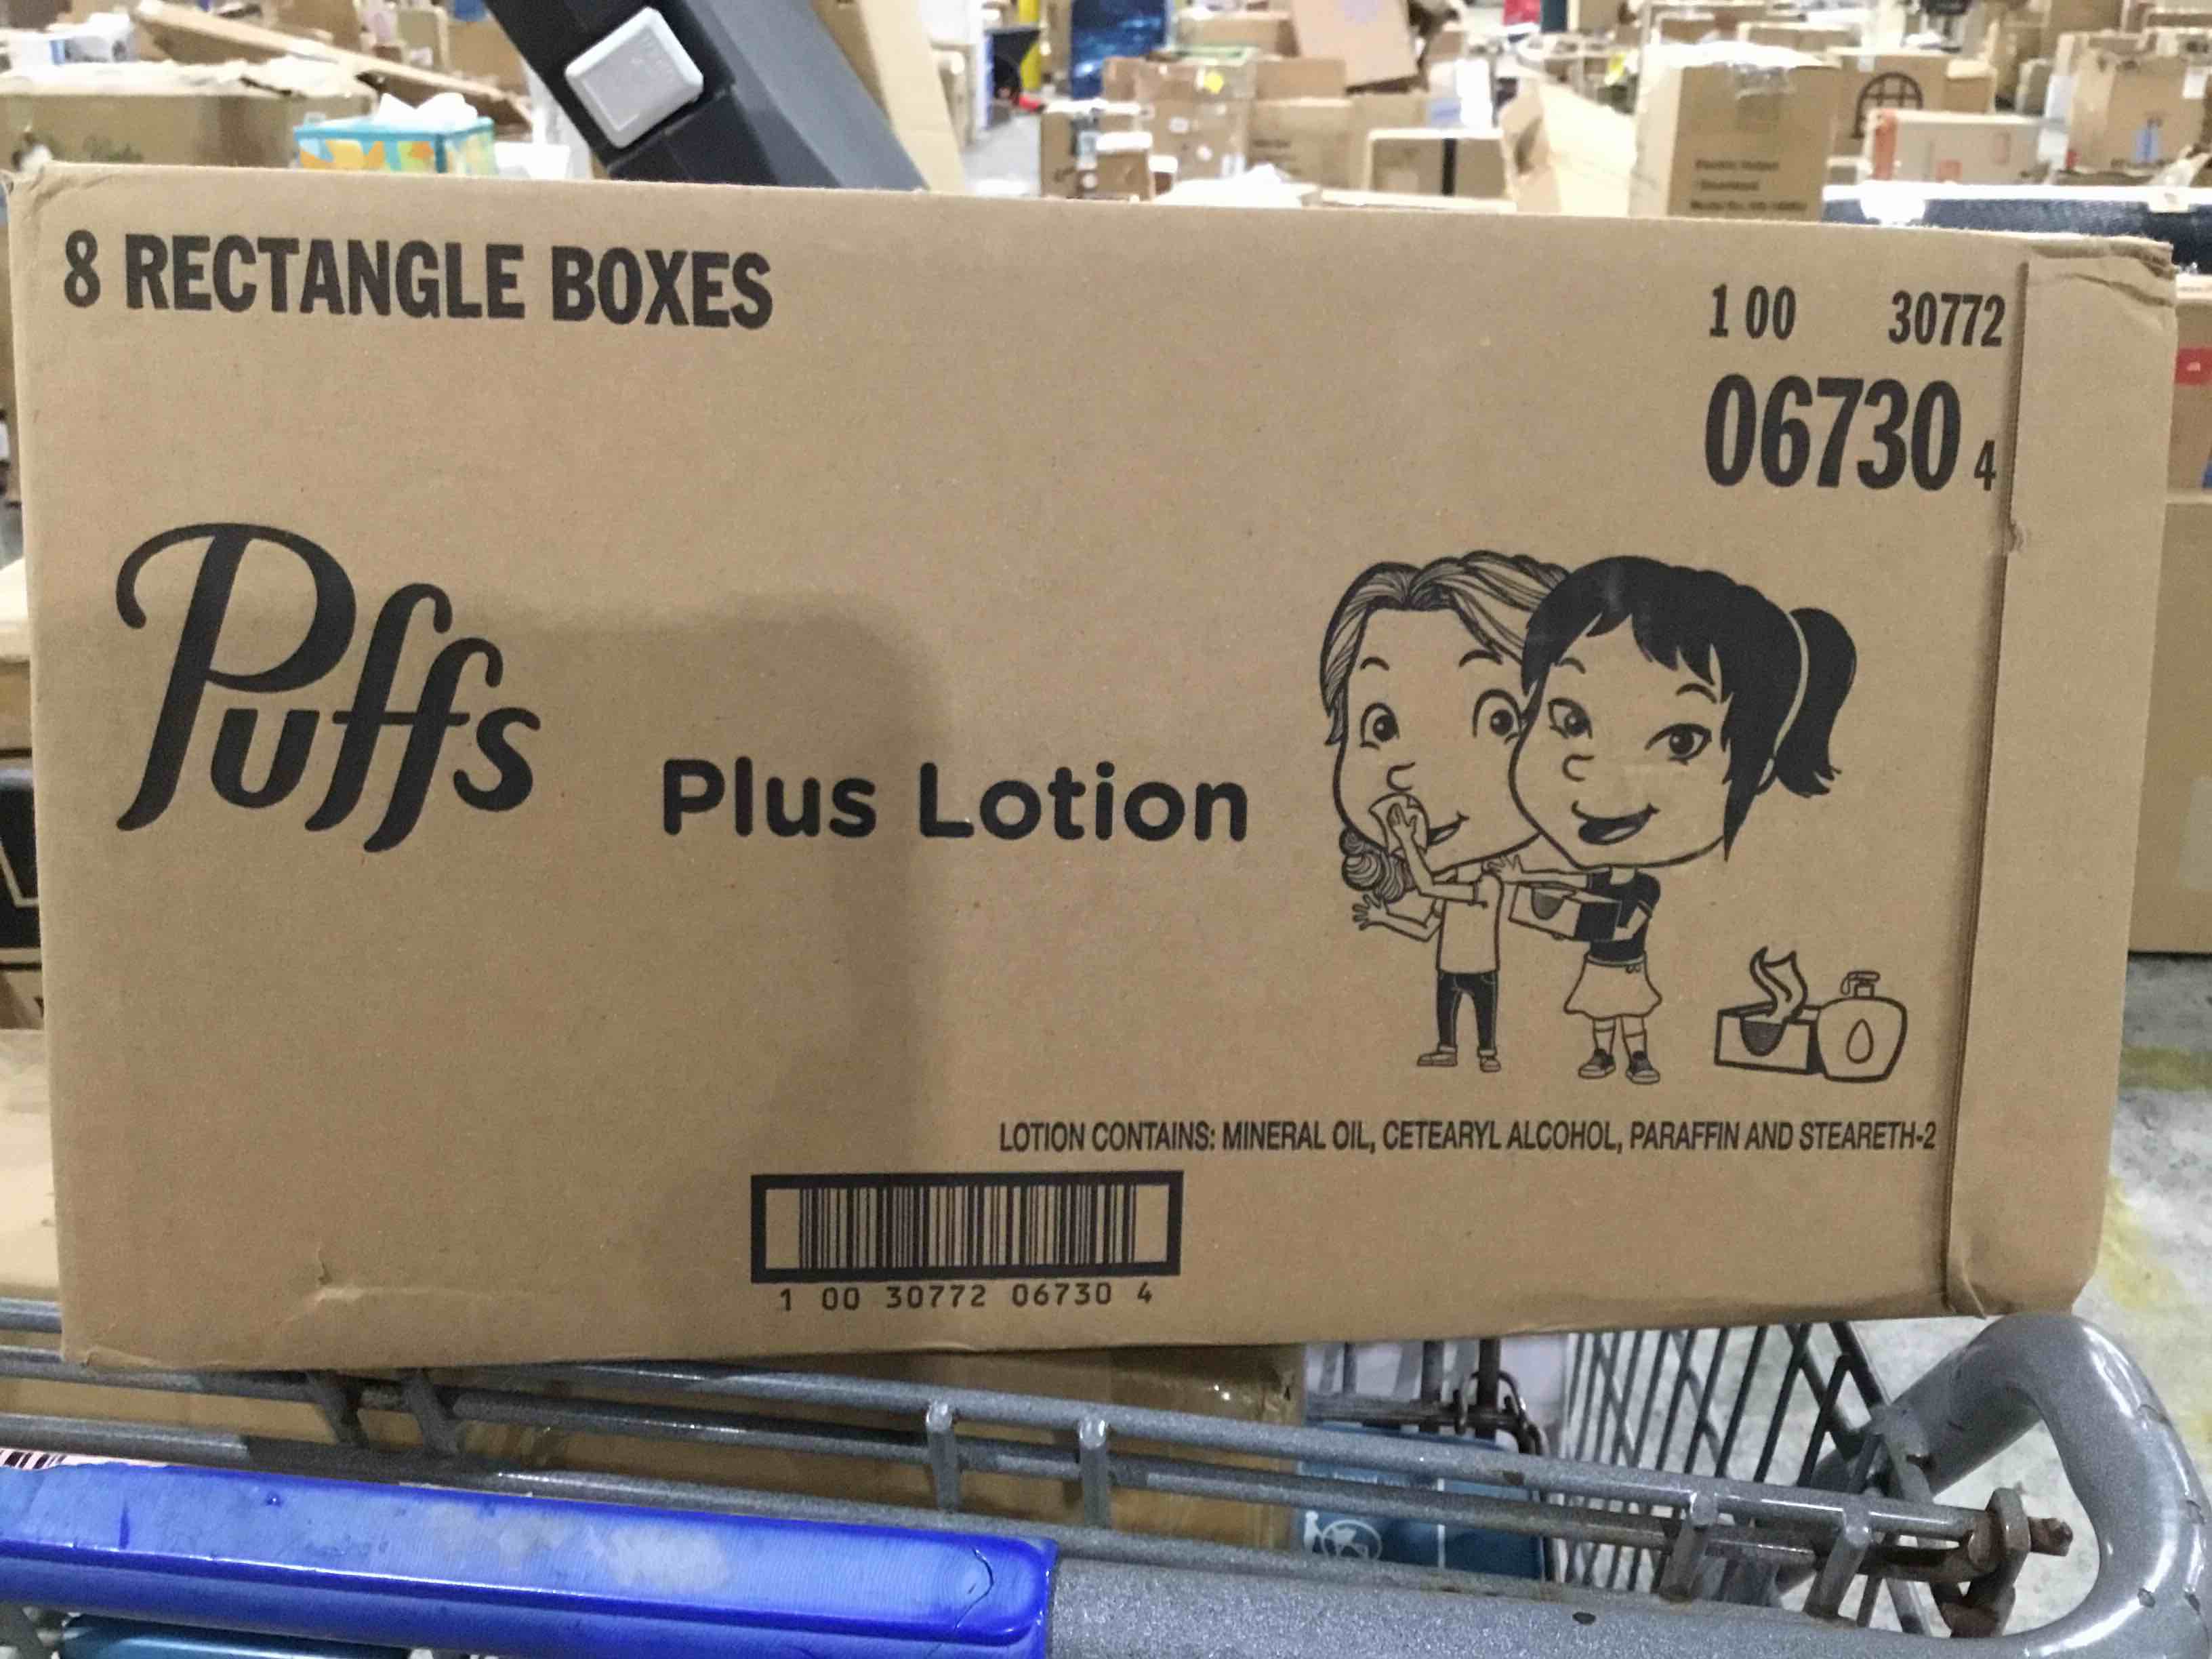 8 RECTANGLE BOXES
1 00 30772
06730 4
Puffs
Plus Lotion
LOTION CONTAINS: MINERAL OIL, CETEARYL ALCOHOL, PARAFFIN AND STEARETH-2
1 00 30772 06730 4